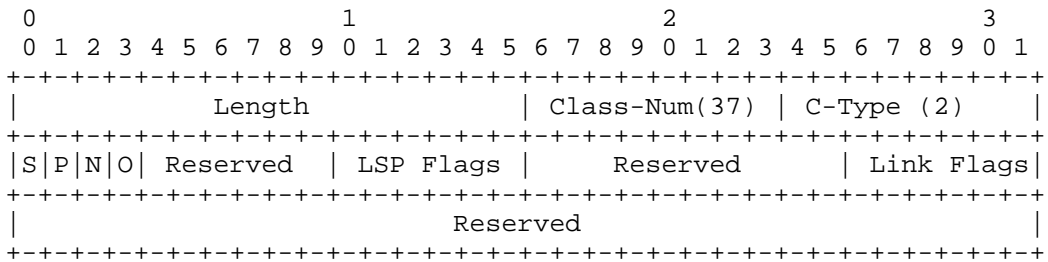 0                   1                   2                   3
 0 1 2 3 4 5 6 7 8 9 0 1 2 3 4 5 6 7 8 9 0 1 2 3 4 5 6 7 8 9 0 1
+-+-+-+-+-+-+-+-+-+-+-+-+-+-+-+-+-+-+-+-+-+-+-+-+-+-+-+-+-+-+-+-+
|            Length             | Class-Num(37) | C-Type (2)    |
+-+-+-+-+-+-+-+-+-+-+-+-+-+-+-+-+-+-+-+-+-+-+-+-+-+-+-+-+-+-+-+-+
|S|P|N|O| Reserved  | LSP Flags |     Reserved      | Link Flags|
+-+-+-+-+-+-+-+-+-+-+-+-+-+-+-+-+-+-+-+-+-+-+-+-+-+-+-+-+-+-+-+-+
|                           Reserved                            |
+-+-+-+-+-+-+-+-+-+-+-+-+-+-+-+-+-+-+-+-+-+-+-+-+-+-+-+-+-+-+-+-+